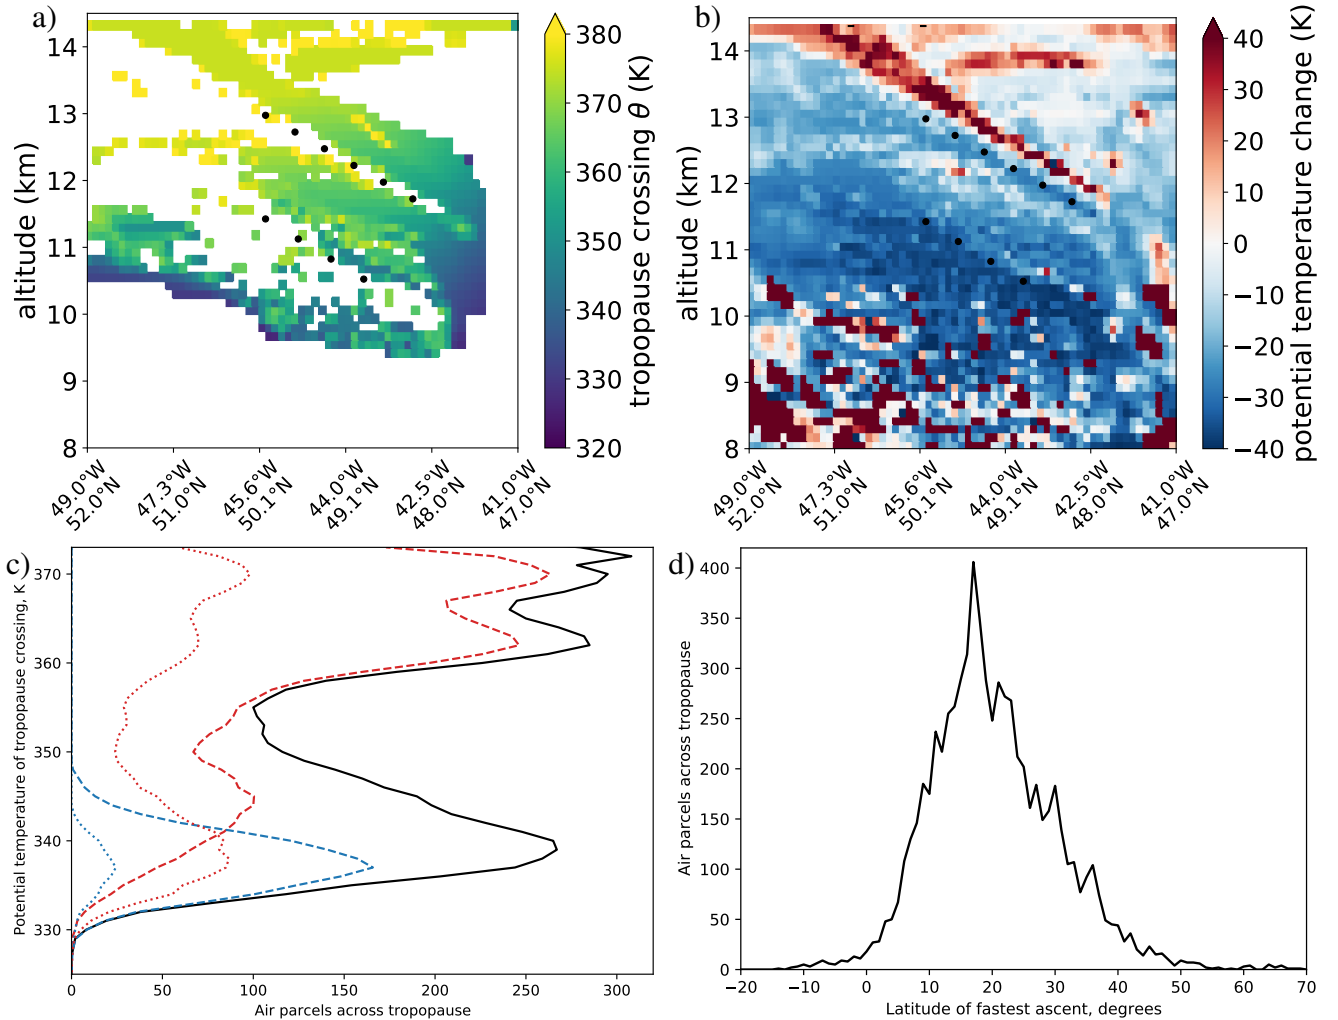 a)
14
13
12
11
10
9
8
altitude (km)
49.0°W
52.0°N
47.3°W
51.0°N
45.6°W
50.1°N
44.0°W
49.1°N
42.5°W
48.0°N
41.0°W
47.0°N
380
370
360
350
340
330
320
tropopause crossing θ (K)
b)
14
13
12
11
10
9
8
altitude (km)
49.0°W
52.0°N
47.3°W
51.0°N
45.6°W
50.1°N
44.0°W
49.1°N
42.5°W
48.0°N
41.0°W
47.0°N
40
30
20
10
0
−10
−20
−30
−40
potential temperature change (K)
c)
370
360
350
340
330
Potential temperature of tropopause crossing, K
0
50
100
150
200
250
300
Air parcels across tropopause
d)
400
350
300
250
200
150
100
50
0
Air parcels across tropopause
−20
−10
0
10
20
30
40
50
60
70
Latitude of fastest ascent, degrees